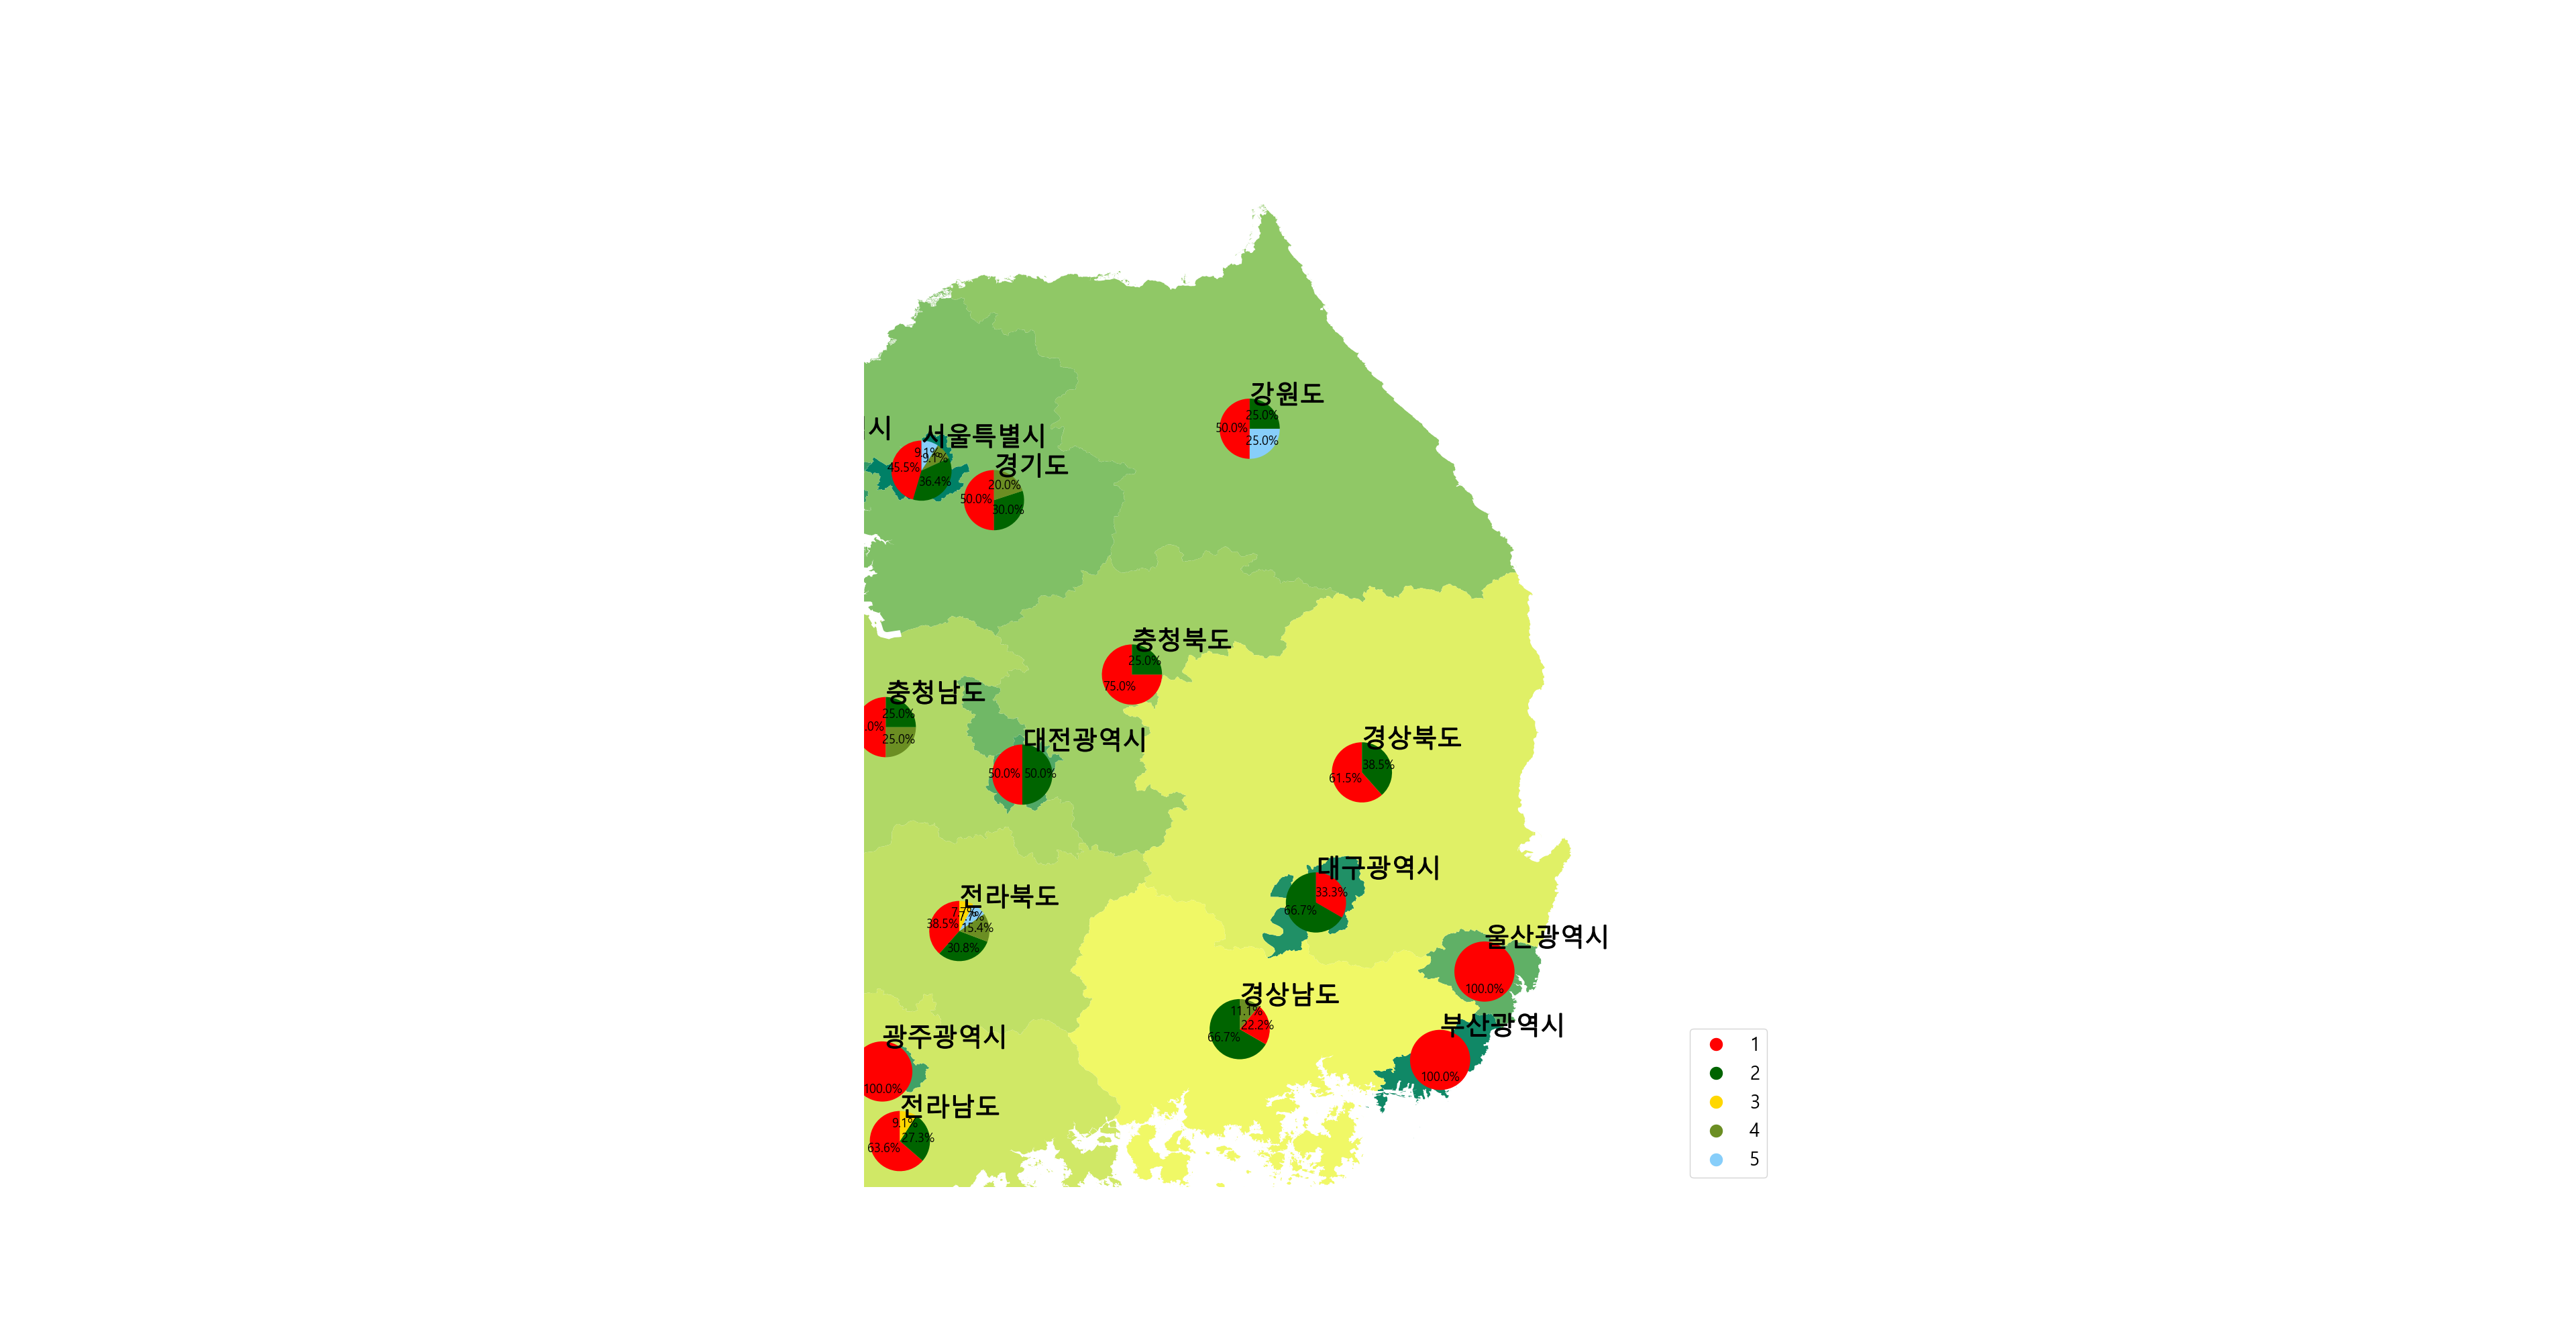 강원도
25.0%
50.0%
25.0%
시
서울특별시
9.1%
9.1%
45.5%
36.4%
경기도
20.0%
50.0%
30.0%
충청북도
25.0%
75.0%
충청남도
25.0%
.0%
25.0%
대전광역시
50.0% 50.0%
경상북도
38.5%
61.5%
대구광역시
33.3%
66.7%
전라북도
7.7%
7.7%
38.5%
15.4%
30.8%
울산광역시
100.0%
경상남도
11.1%
22.2%
66.7%
부산광역시
100.0%
광주광역시
100.0%
전라남도
9.1%
27.3%
63.6%
1
2
3
4
5